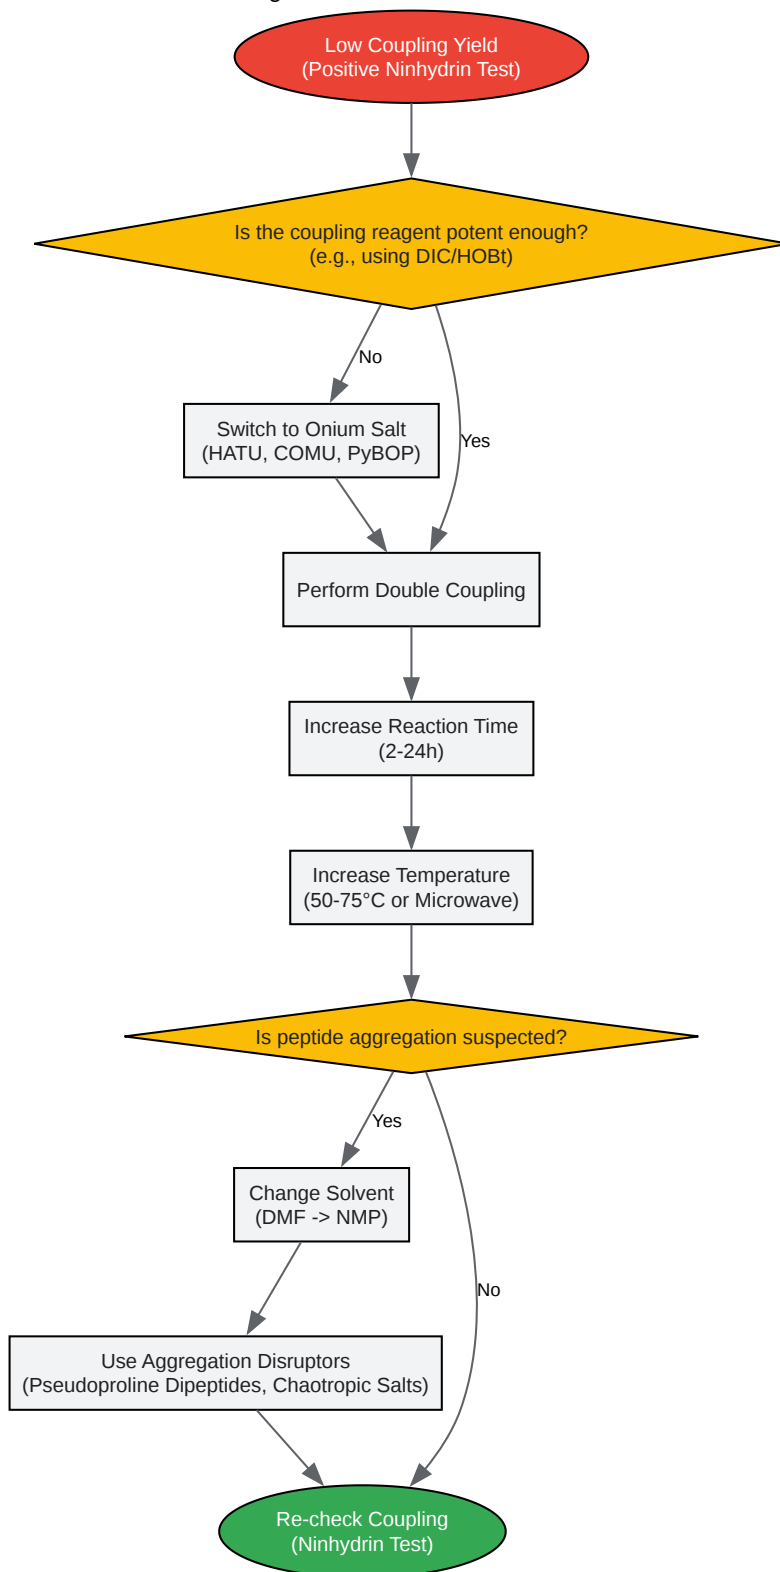 Low Coupling Yield
(Positive Ninhydrin Test)
Is the coupling reagent potent enough?
(e.g., using DIC/HOBt)
No
Yes
Switch to Onium Salt
(HATU, COMU, PyBOP)
Perform Double Coupling
Increase Reaction Time
(2-24h)
Increase Temperature
(50-75°C or Microwave)
Is peptide aggregation suspected?
Yes
Change Solvent
(DMF -> NMP)
No
Use Aggregation Disruptors
(Pseudoproline Dipeptides, Chaotropic Salts)
Re-check Coupling
(Ninhydrin Test)